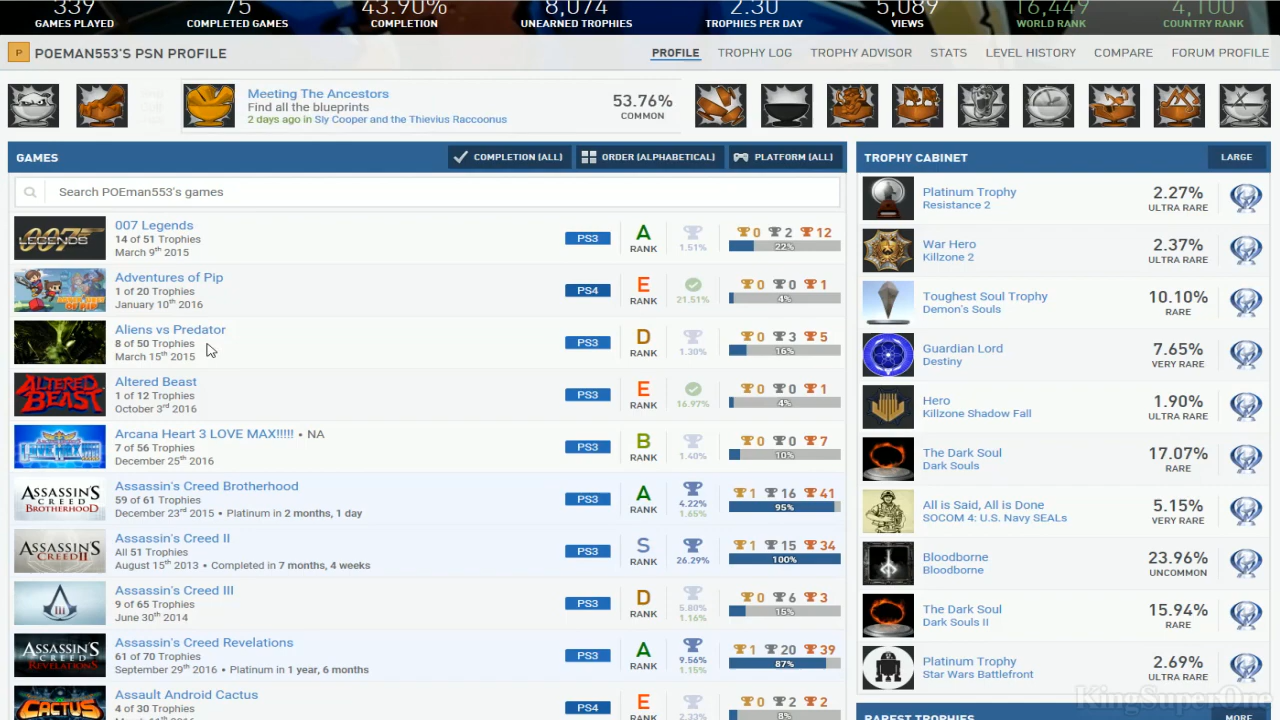 339 75 43.90% 8,074 2.30 5,089 16,449 4,100
GAMES PLAYED COMPLETED GAMES COMPLETION UNEARNED TROPHIES TROPHIES PER DAY VIEWS WORLD RANK COUNTRY RANK
P POEMAN553'S PSN PROFILE PROFILE TROPHY LOG TROPHY ADVISOR STATS LEVEL HISTORY COMPARE FORUM PROFILE
Meeting The Ancestors
Find all the blueprints
2 days ago in Sly Cooper and the Thievius Raccoonus
53.76%
COMMON
GAMES COMPLETION (ALL) ORDER (ALPHABETICAL) PLATFORM (ALL)
Search POEman553's games
LEGENDS
007 Legends
14 of 51 Trophies
March 9th 2015
PS3 A RANK 1.51% 0 2 12 22%
Adventures of Pip
1 of 20 Trophies
January 10th 2016
PS4 E RANK 21.51% 0 0 1 4%
Aliens vs Predator
8 of 50 Trophies
March 15th 2015
PS3 D RANK 1.30% 0 3 5 16%
ALTERED BEAST
Altered Beast
1 of 12 Trophies
October 3rd 2016
PS3 E RANK 16.97% 0 0 1 4%
Arcana Heart 3 LOVE MAX!!!!! • NA
7 of 56 Trophies
December 25th 2016
PS3 B RANK 1.40% 0 0 7 10%
ASSASSIN'S CREED BROTHERHOOD
Assassin's Creed Brotherhood
59 of 61 Trophies
December 23rd 2015 • Platinum in 2 months, 1 day
PS3 A RANK 4.22% 1.65% 1 16 41 95%
ASSASSIN'S CREED II
Assassin's Creed II
All 51 Trophies
August 15th 2013 • Completed in 7 months, 4 weeks
PS3 S RANK 26.29% 1 15 34 100%
III
Assassin's Creed III
9 of 65 Trophies
June 30th 2014
PS3 D RANK 5.80% 1.16% 0 6 3 15%
ASSASSIN'S CREED REVELATIONS
Assassin's Creed Revelations
61 of 70 Trophies
September 29th 2016 • Platinum in 1 year, 6 months
PS3 A RANK 9.56% 1.15% 1 20 39 87%
CACTUS
Assault Android Cactus
4 of 30 Trophies
PS4 E 2.33% 0 2 2 8%
TROPHY CABINET LARGE
Platinum Trophy
Resistance 2
2.27%
ULTRA RARE
War Hero
Killzone 2
2.37%
ULTRA RARE
Toughest Soul Trophy
Demon's Souls
10.10%
RARE
Guardian Lord
Destiny
7.65%
VERY RARE
Hero
Killzone Shadow Fall
1.90%
ULTRA RARE
The Dark Soul
Dark Souls
17.07%
RARE
All is Said, All is Done
SOCOM 4: U.S. Navy SEALs
5.15%
VERY RARE
Bloodborne
Bloodborne
23.96%
UNCOMMON
The Dark Soul
Dark Souls II
15.94%
RARE
Platinum Trophy
Star Wars Battlefront
2.69%
ULTRA RARE
KingSuperOne
RAREST TROPHIES MORE